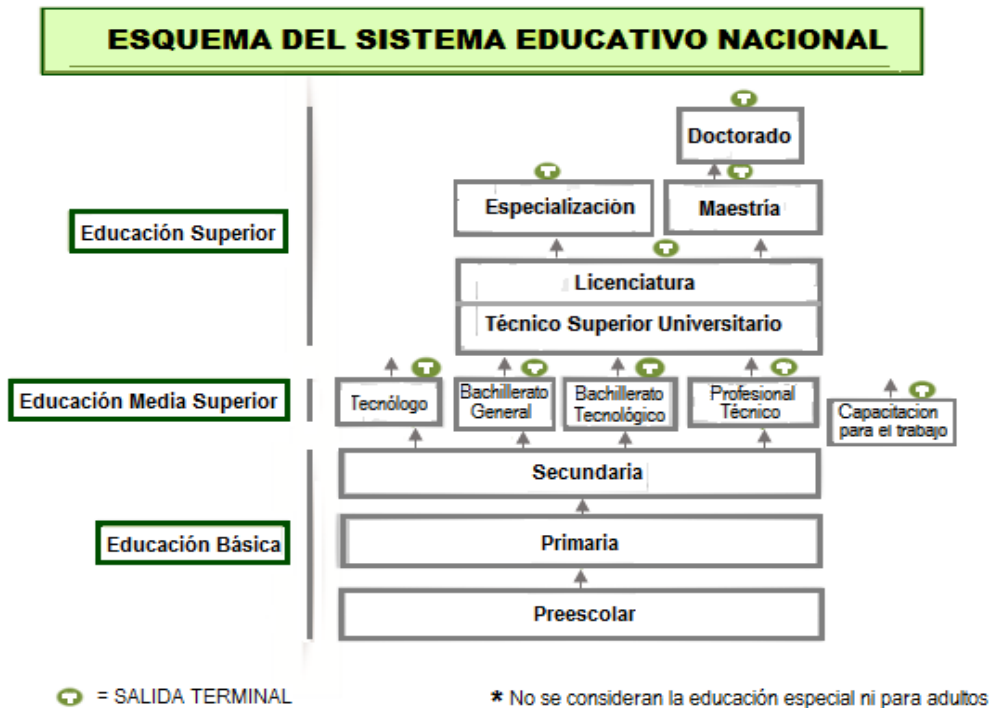 ESQUEMA DEL SISTEMA EDUCATIVO NACIONAL
T
Doctorado
T
T
Especialización
Maestría
Educación Superior
T
Licenciatura
Técnico Superior Universitario
T
T
T
T
Educación Media Superior
Tecnólogo
Bachillerato
General
Bachillerato
Tecnológico
Profesional
Técnico
T
Capacitacion
para el trabajo
Secundaria
Educación Básica
Primaria
Preescolar
T = SALIDA TERMINAL
* No se consideran la educación especial ni para adultos